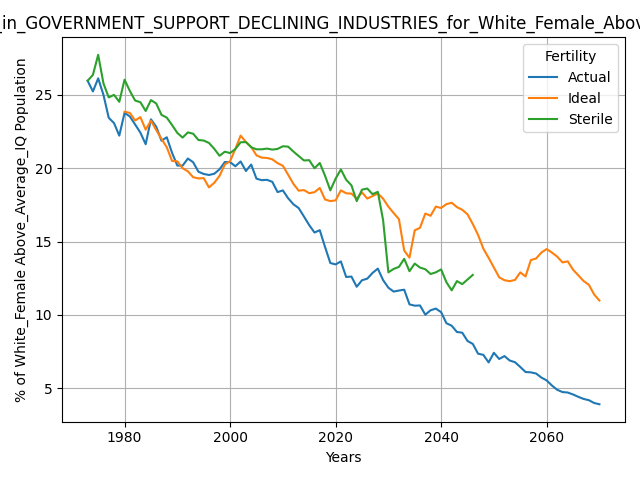 _in_GOVERNMENT_SUPPORT_DECLINING_INDUSTRIES_for_White_Female_Above
% of White_Female Above_Average_IQ Population
Fertility
Actual
Ideal
Sterile
25
20
15
10
5
1980 2000 2020 2040 2060
Years